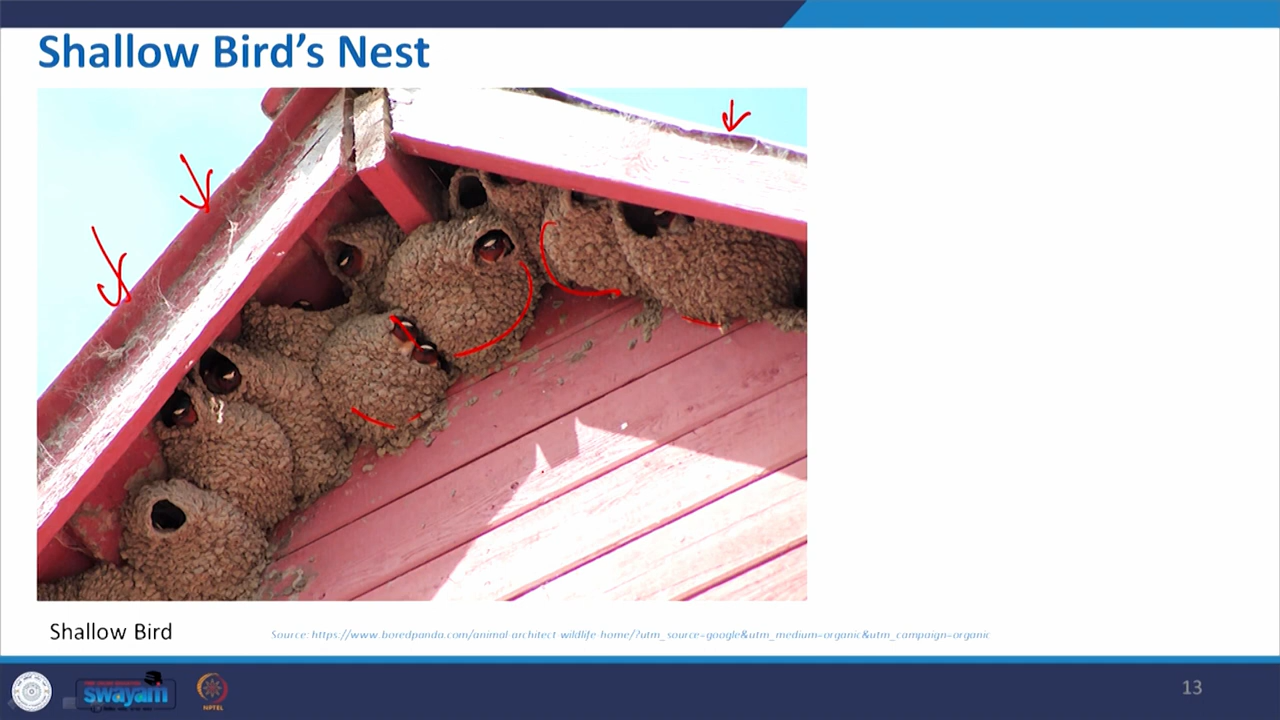 Shallow Bird's Nest
Shallow Bird
Source: https://www.boredpanda.com/animal-architect-wildlife-home/?utm_source=google&utm_medium=organic&utm_campaign=organic
swayam
NPTEL
13